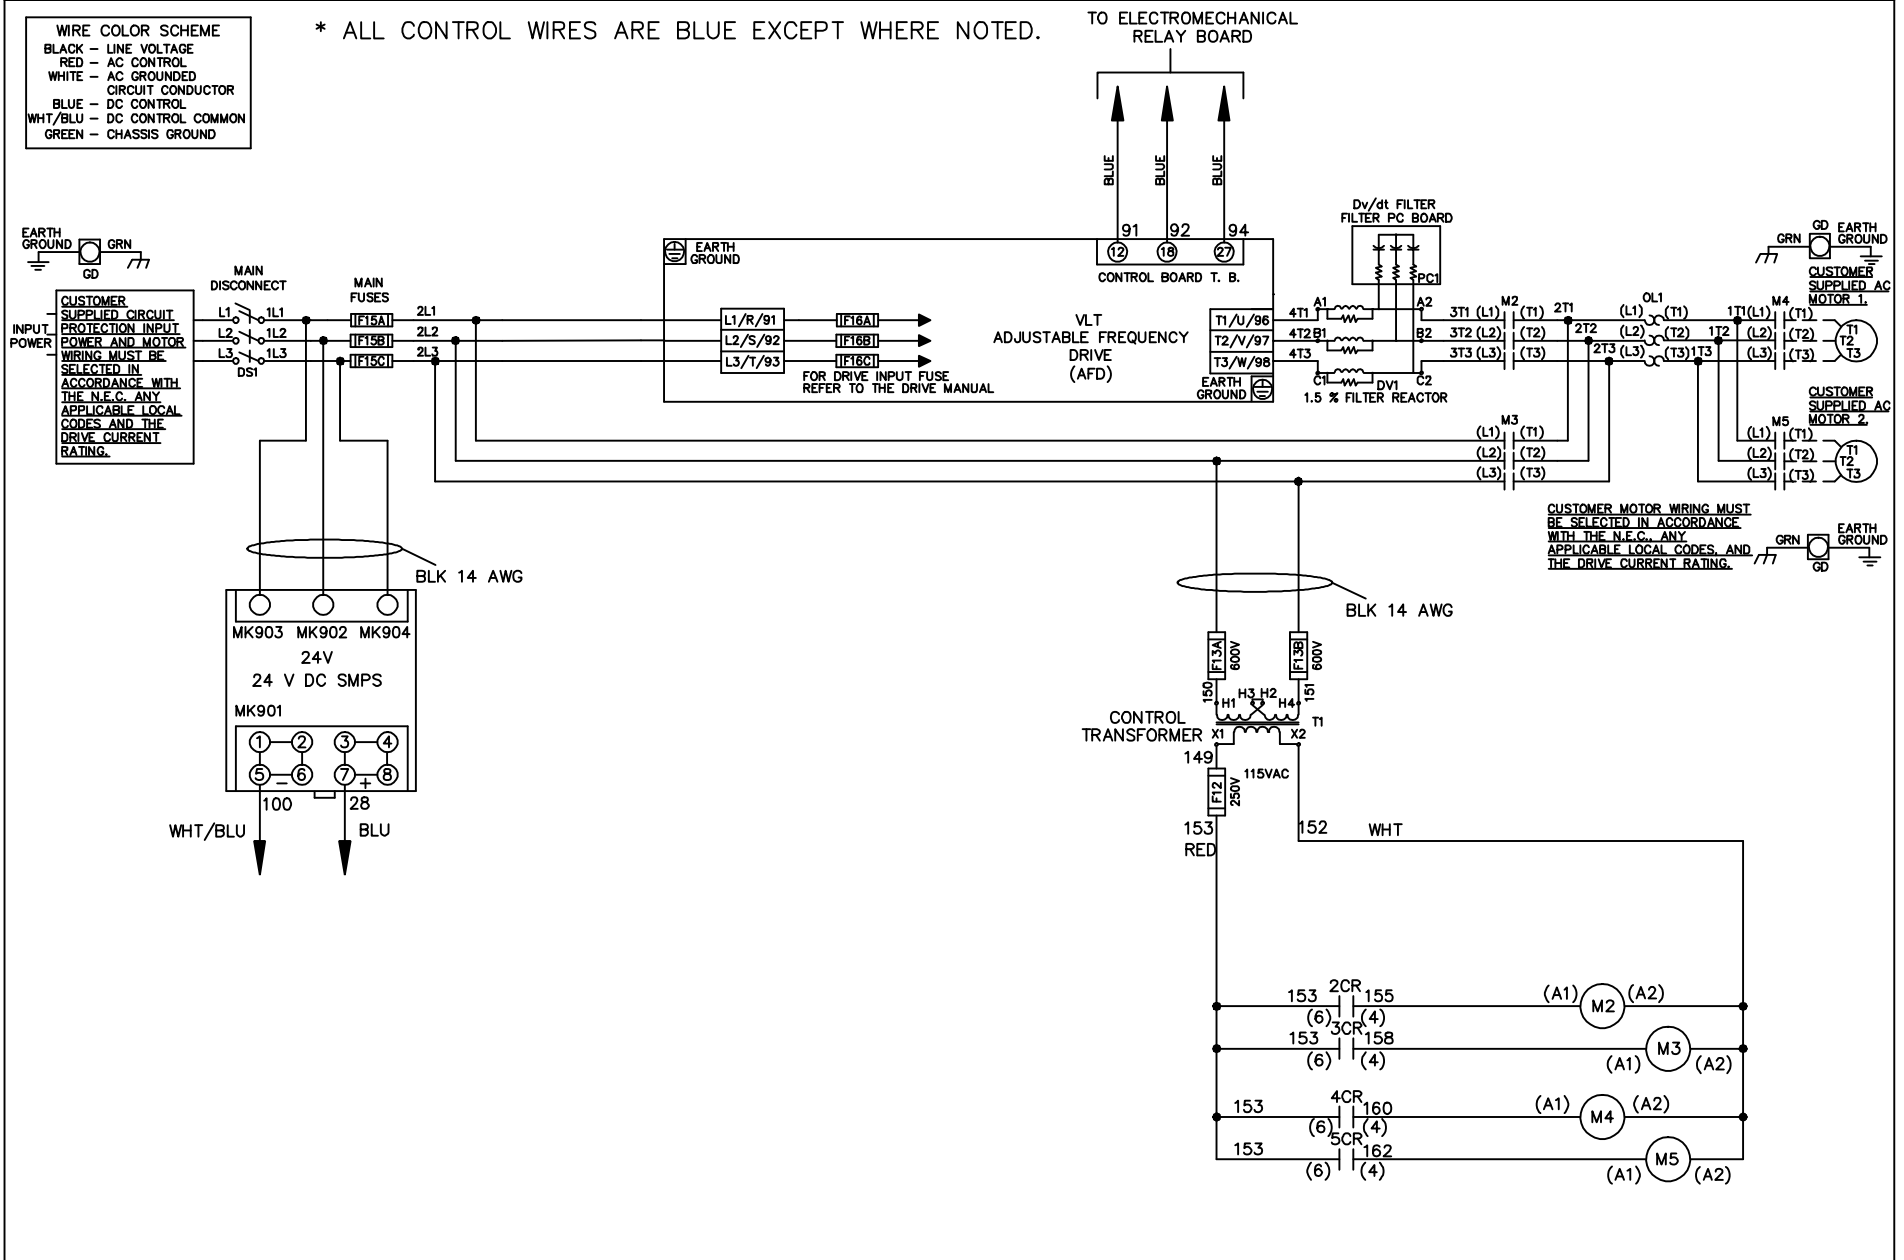 WIRE COLOR SCHEME
BLACK – LINE VOLTAGE
RED – AC CONTROL
WHITE – AC GROUNDED
CIRCUIT CONDUCTOR
BLUE – DC CONTROL
WHT/BLU – DC CONTROL COMMON
GREEN – CHASSIS GROUND
* ALL CONTROL WIRES ARE BLUE EXCEPT WHERE NOTED.
TO ELECTROMECHANICAL
RELAY BOARD
BLUE
BLUE
BLUE
91 92 94
12 18 27
CONTROL BOARD T. B.
EARTH
GROUND
GRN
GD
INPUT
POWER
CUSTOMER
SUPPLIED CIRCUIT
PROTECTION INPUT
POWER AND MOTOR
WIRING MUST BE
SELECTED IN
ACCORDANCE WITH
THE N.E.C. ANY
APPLICABLE LOCAL
CODES AND THE
DRIVE CURRENT
RATING.
MAIN
DISCONNECT
L1 1L1
L2 1L2
L3 1L3
DS1
MAIN
FUSES
F15A 2L1
F15B 2L2
F15C 2L3
EARTH
GROUND
L1/R/91 F16A
L2/S/92 F16B
L3/T/93 F16C
FOR DRIVE INPUT FUSE
REFER TO THE DRIVE MANUAL
VLT
ADJUSTABLE FREQUENCY
DRIVE
(AFD)
T1/U/96
T2/V/97
T3/W/98
EARTH
GROUND
Dv/dt FILTER
FILTER PC BOARD
PC1
4T1 A1 A2 3T1 (L1) M2 (T1) 2T1
4T2 B1 B2 3T2 (L2) (T2) 2T2
4T3 C1 C2 3T3 (L3) (T3) 2T3
DV1
1.5 % FILTER REACTOR
OL1
(L1) (T1) 1T1
(L2) (T2) 1T2
(L3) (T3) 1T3
M4
(L1) (T1)
(L2) (T2)
(L3) (T3)
T1
T2
T3
GD
GRN
EARTH
GROUND
CUSTOMER
SUPPLIED AC
MOTOR 1.
CUSTOMER
SUPPLIED AC
MOTOR 2.
M3
(L1) (T1)
(L2) (T2)
(L3) (T3)
M5
(L1) (T1)
(L2) (T2)
(L3) (T3)
T1
T2
T3
CUSTOMER MOTOR WIRING MUST
BE SELECTED IN ACCORDANCE
WITH THE N.E.C., ANY
APPLICABLE LOCAL CODES, AND
THE DRIVE CURRENT RATING.
GRN
GD
EARTH
GROUND
BLK 14 AWG
MK903 MK902 MK904
24V
24 V DC SMPS
MK901
1 2 3 4
5 – 6 7 + 8
100 28
WHT/BLU BLU
BLK 14 AWG
F13A 600V F13B 600V
150 151
H1 H3 H2 H4
CONTROL
TRANSFORMER
X1 X2 T1
149
115VAC
F12 250V
153
RED
152 WHT
153 2CR 155 (A1) M2 (A2)
(6) (4)
153 3CR 158 M3
(6) (4) (A1) (A2)
153 4CR 160 (A1) M4 (A2)
(6) (4)
153 5CR 162 M5
(6) (4) (A1) (A2)